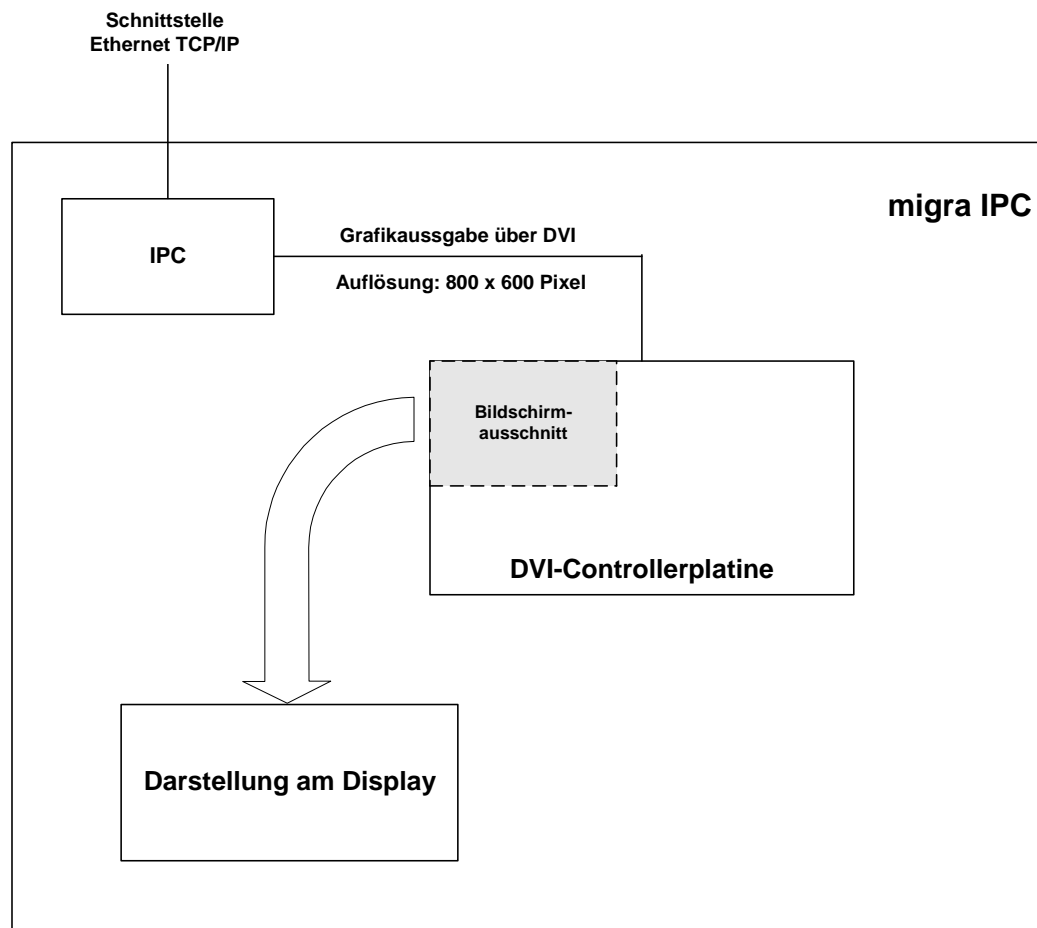 Schnittstelle
Ethernet TCP/IP
migra IPC
IPC
Grafikaussgabe über DVI
Auflösung: 800 x 600 Pixel
Bildschirm-
ausschnitt
DVI-Controllerplatine
Darstellung am Display